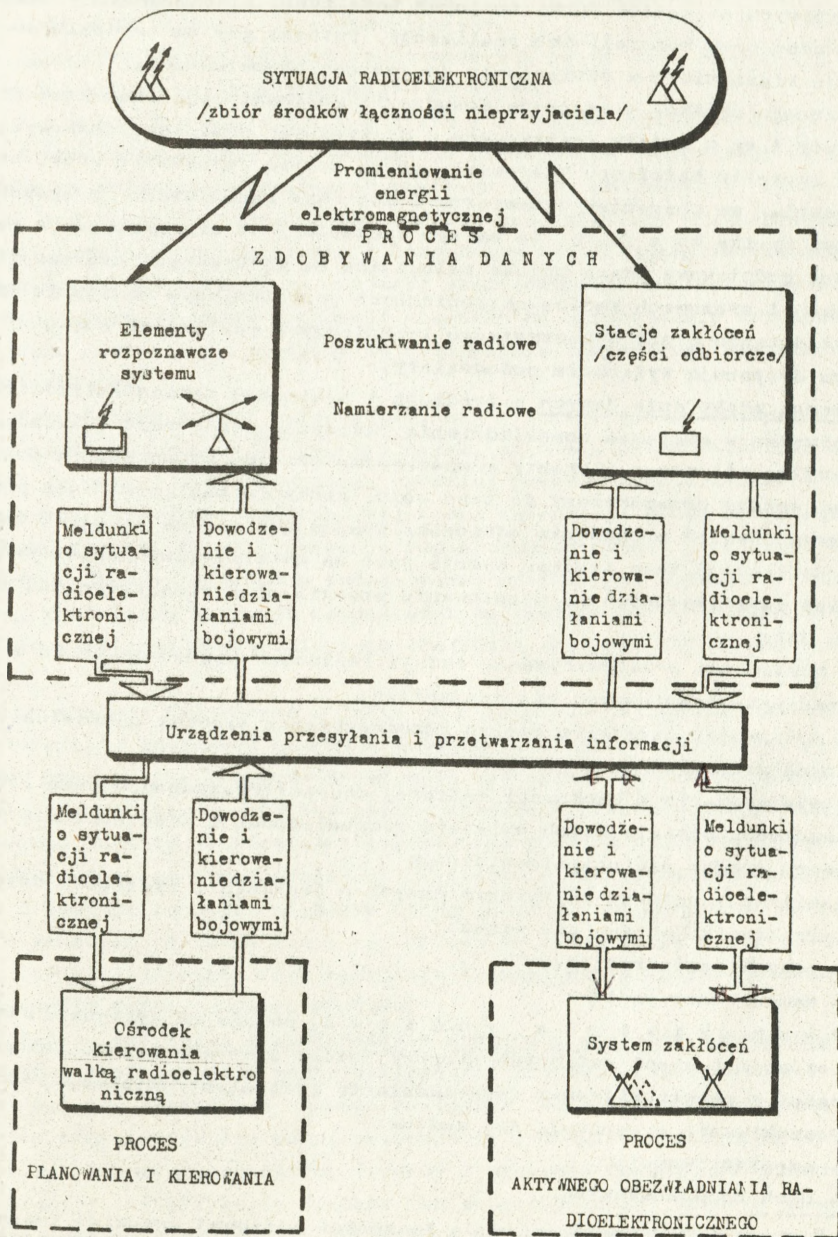 SYTUACJA RADIOELEKTRONICZNA
/zbiór środków łączności nieprzyjaciela/
Promieniowanie
energii
elektromagnetycznej
PROCES
ZDOBYWANIA DANYCH
Elementy
rozpoznawcze
systemu
Poszukiwanie radiowe
Namierzanie radiowe
Stacje zakłóceń
/części odbiorcze/
Meldunki
o sytua-
cji ra-
dioele-
ktroni-
cznej
Dowodze-
nie i
kierowa-
nie dzia-
łaniami
bojowymi
Dowodze-
nie i
kierowa-
nie dzia-
łaniami
bojowymi
Meldunki
o sytua-
cji ra-
dioele-
ktroni-
cznej
Urządzenia przesyłania i przetwarzania informacji
Meldunki
o sytua-
cji ra-
dioele-
ktroni-
cznej
Dowodze-
nie i
kierowa-
nie dzia-
łaniami
bojowymi
Dowodze-
nie i
kierowa-
nie dzia-
łaniami
bojowymi
Meldunki
o sytua-
cji ra-
dioele-
ktroni-
cznej
Ośrodek
kierowania
walką radioelektro
niczną
PROCES
PLANOWANIA I KIEROWANIA
System zakłóceń
PROCES
AKTYWNEGO OBEZWŁADNIANIA RA-
DIOELEKTRONICZNEGO